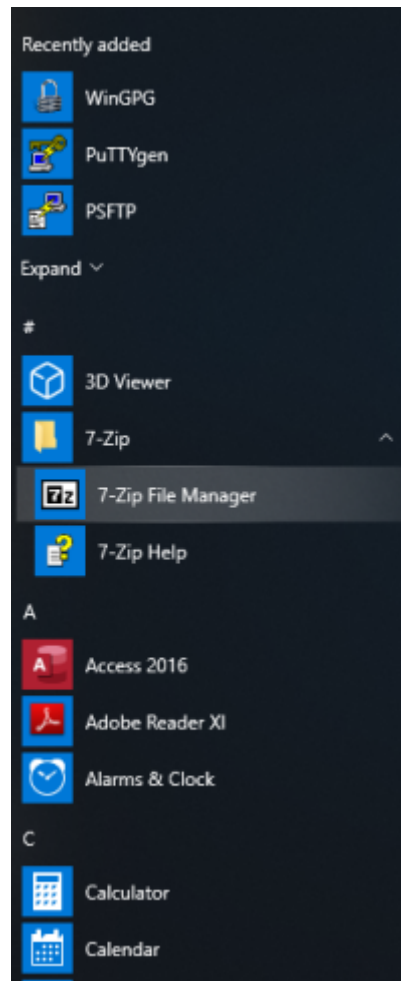 Recently added
WinGPG
PuTTYgen
PSFTP
Expand
#
3D Viewer
7-Zip
7z
7-Zip File Manager
7-Zip Help
A
A
Access 2016
Adobe Reader XI
Alarms & Clock
C
Calculator
Calendar